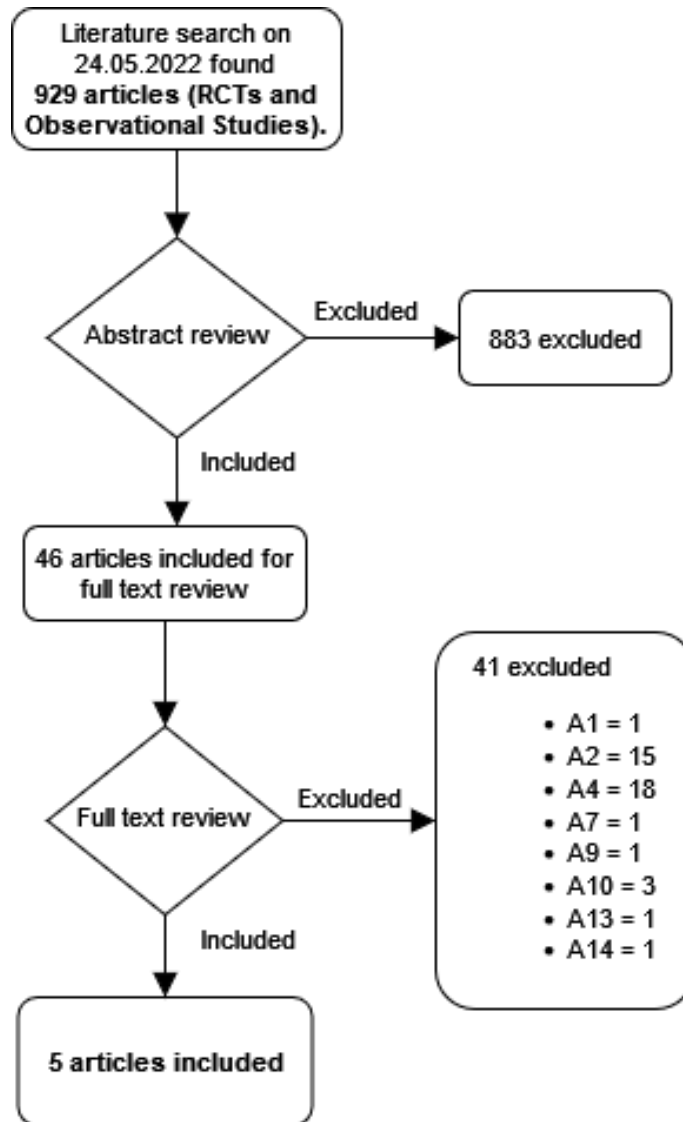 Literature search on
24.05.2022 found
929 articles (RCTs and
Observational Studies).
Abstract review
Excluded
883 excluded
Included
46 articles included for
full text review
Full text review
Excluded
41 excluded
• A1 = 1
• A2 = 15
• A4 = 18
• A7 = 1
• A9 = 1
• A10 = 3
• A13 = 1
• A14 = 1
Included
5 articles included